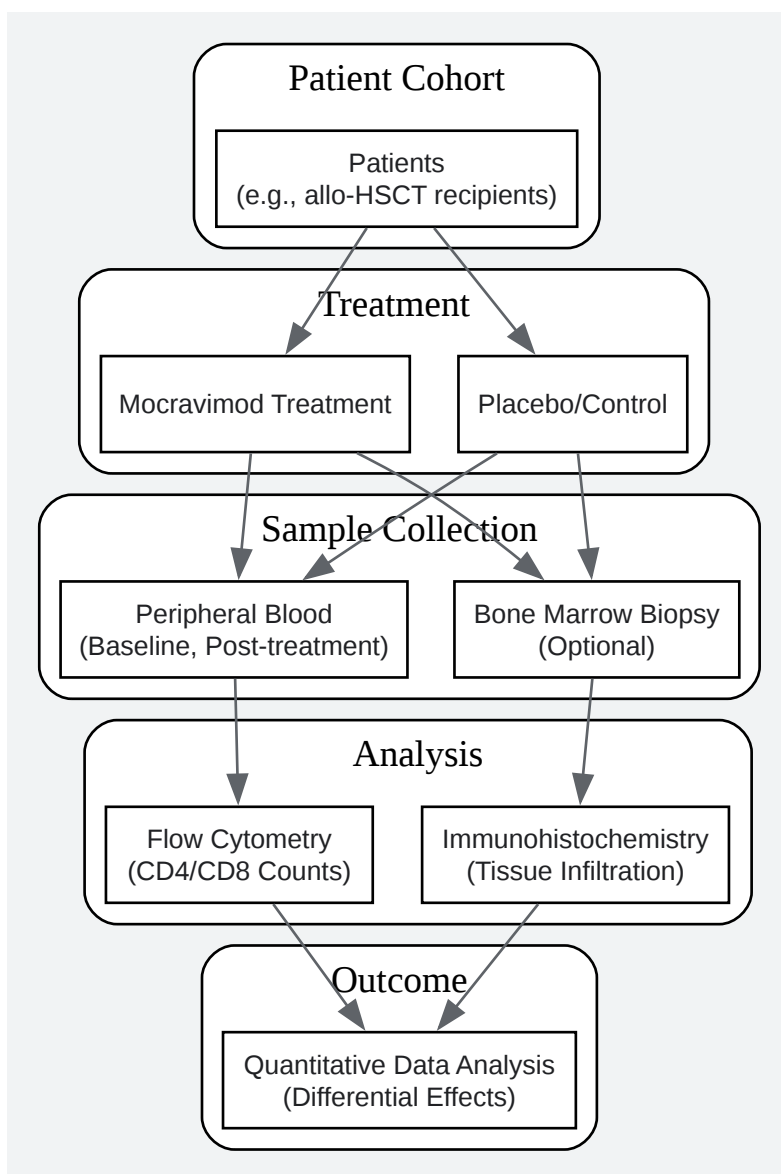 Patient Cohort
Patients
(e.g., allo-HSCT recipients)
Treatment
Mocravimod Treatment
Placebo/Control
Sample Collection
Peripheral Blood
(Baseline, Post-treatment)
Bone Marrow Biopsy
(Optional)
Analysis
Flow Cytometry
(CD4/CD8 Counts)
Immunohistochemistry
(Tissue Infiltration)
Outcome
Quantitative Data Analysis
(Differential Effects)